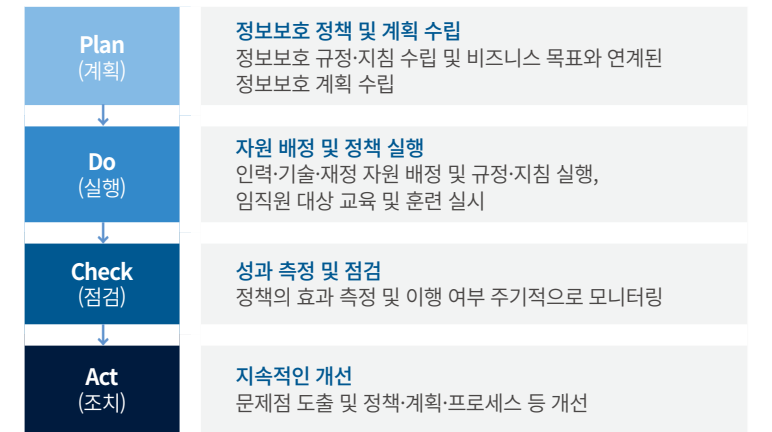 Plan
(계획)
정보보호 정책 및 계획 수립
정보보호 규정·지침 수립 및 비즈니스 목표와 연계된
정보보호 계획 수립
Do
(실행)
자원 배정 및 정책 실행
인력·기술·재정 자원 배정 및 규정·지침 실행,
임직원 대상 교육 및 훈련 실시
Check
(점검)
성과 측정 및 점검
정책의 효과 측정 및 이행 여부 주기적으로 모니터링
Act
(조치)
지속적인 개선
문제점 도출 및 정책·계획·프로세스 등 개선